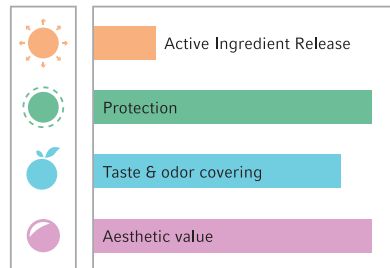 Active Ingredient Release
Protection
Taste & odor covering
Aesthetic value